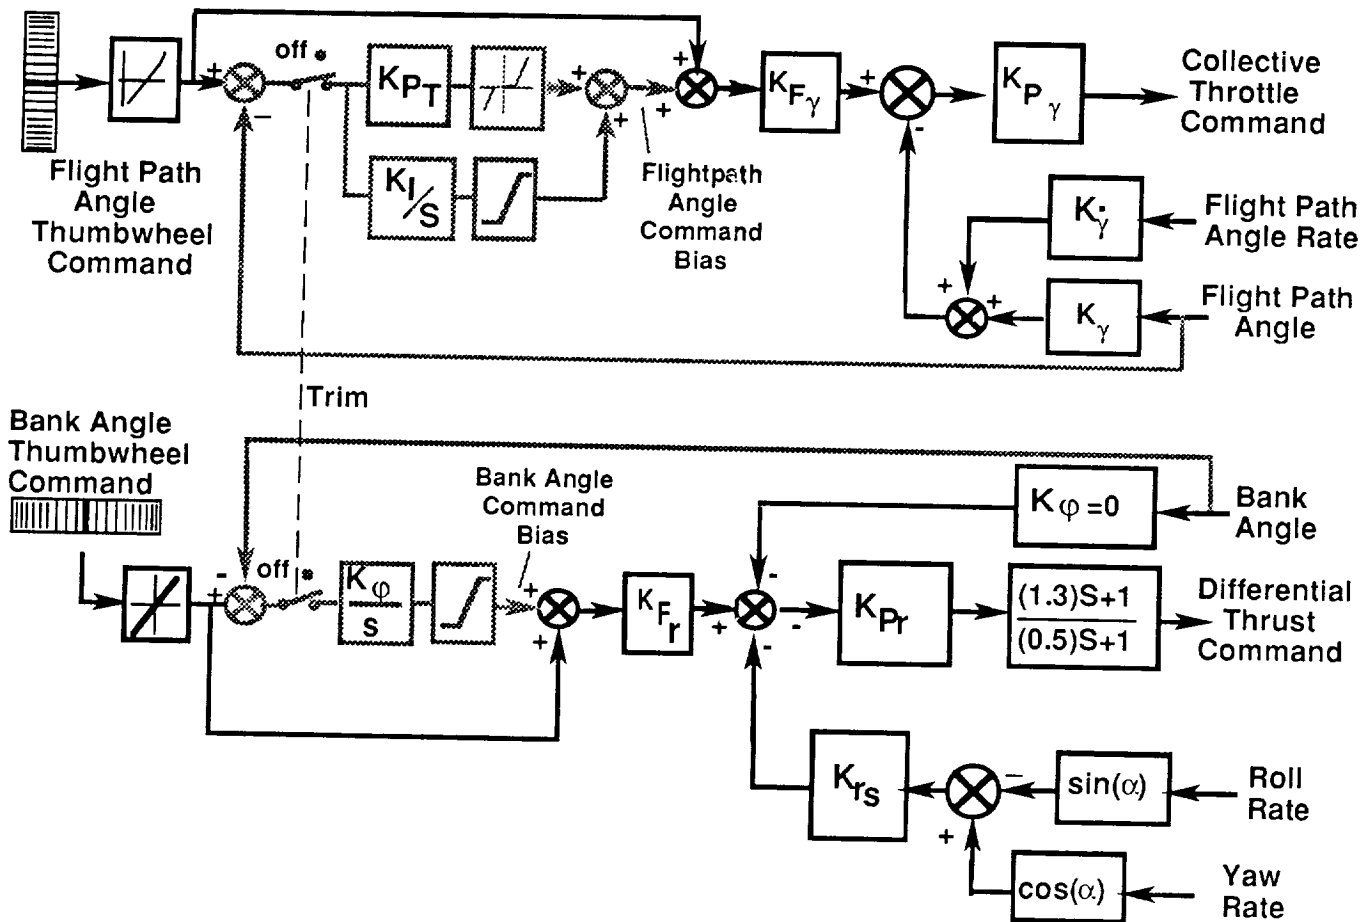 off
+
−
K_PT
+
+
+
+
+
K_Fγ
+
-
K_Pγ
Collective
Throttle
Command
Flight Path
Angle
Thumbwheel
Command
K_I/S
Flightpath
Angle
Command
Bias
K_γ̇
Flight Path
Angle Rate
+
+
K_γ
Flight Path
Angle
Trim
Bank Angle
Thumbwheel
Command
Bank Angle
Command
Bias
K_φ=0
Bank
Angle
-
+
off
K_φ
s
+
+
K_Fr
+
-
-
-
K_Pr
(1.3)S+1
(0.5)S+1
Differential
Thrust
Command
K_rs
−
+
sin(α)
Roll
Rate
cos(α)
Yaw
Rate